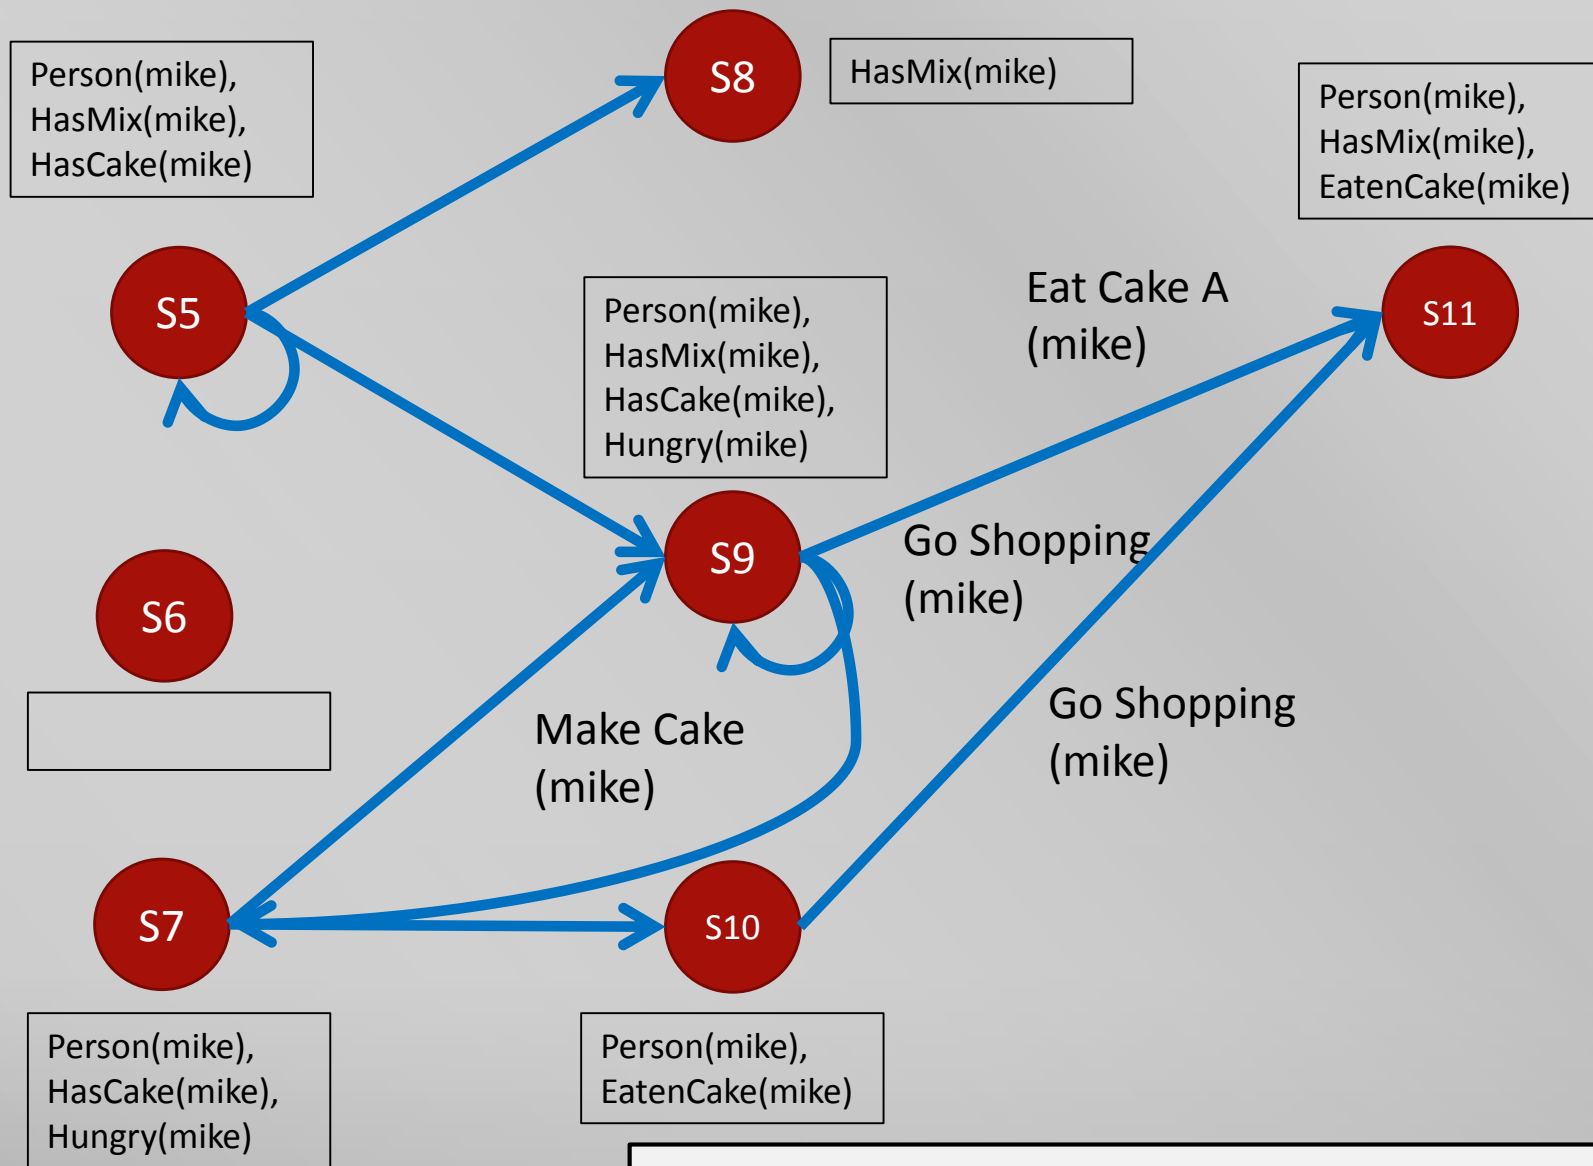 S8
HasMix(mike)
Person(mike),
HasMix(mike),
HasCake(mike)
Person(mike),
HasMix(mike),
EatenCake(mike)
S5
Person(mike),
HasMix(mike),
HasCake(mike),
Hungry(mike)
Eat Cake A
(mike)
S11
S9
Go Shopping
(mike)
S6
Make Cake
(mike)
Go Shopping
(mike)
S7
S10
Person(mike),
HasCake(mike),
Hungry(mike)
Person(mike),
EatenCake(mike)